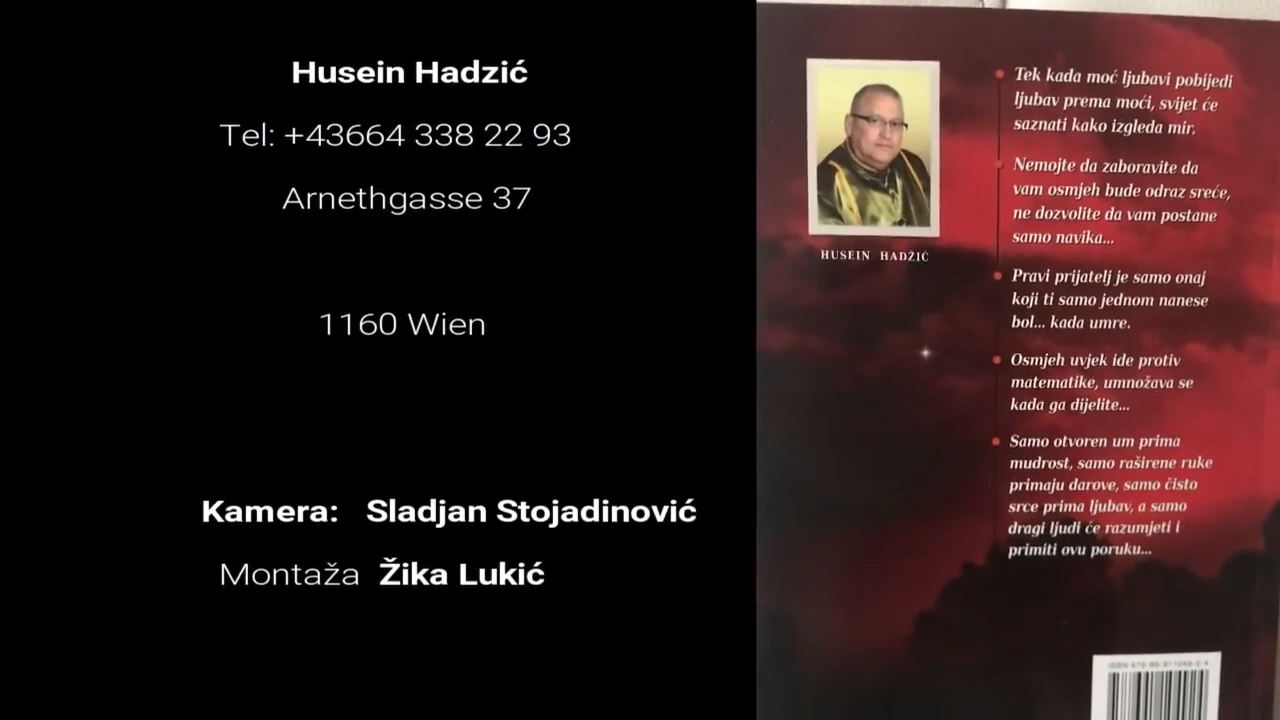 Husein Hadzić
Tel: +43664 338 22 93
Arnethgasse 37
1160 Wien
Kamera: Sladjan Stojadinović
Montaža Žika Lukić
HUSEIN HADŽIĆ
Tek kada moć ljubavi pobijedi
ljubav prema moći, svijet će
saznati kako izgleda mir.
Nemojte da zaboravite da
vam osmjeh bude odraz sreće,
ne dozvolite da vam postane
samo navika...
Pravi prijatelj je samo onaj
koji ti samo jednom nanese
bol... kada umre.
Osmjeh uvjek ide protiv
matematike, umnožava se
kada ga dijelite...
Samo otvoren um prima
mudrost, samo raširene ruke
primaju darove, samo čisto
srce prima ljubav, a samo
dragi ljudi će razumjeti i
primiti ovu poruku...
ISBN